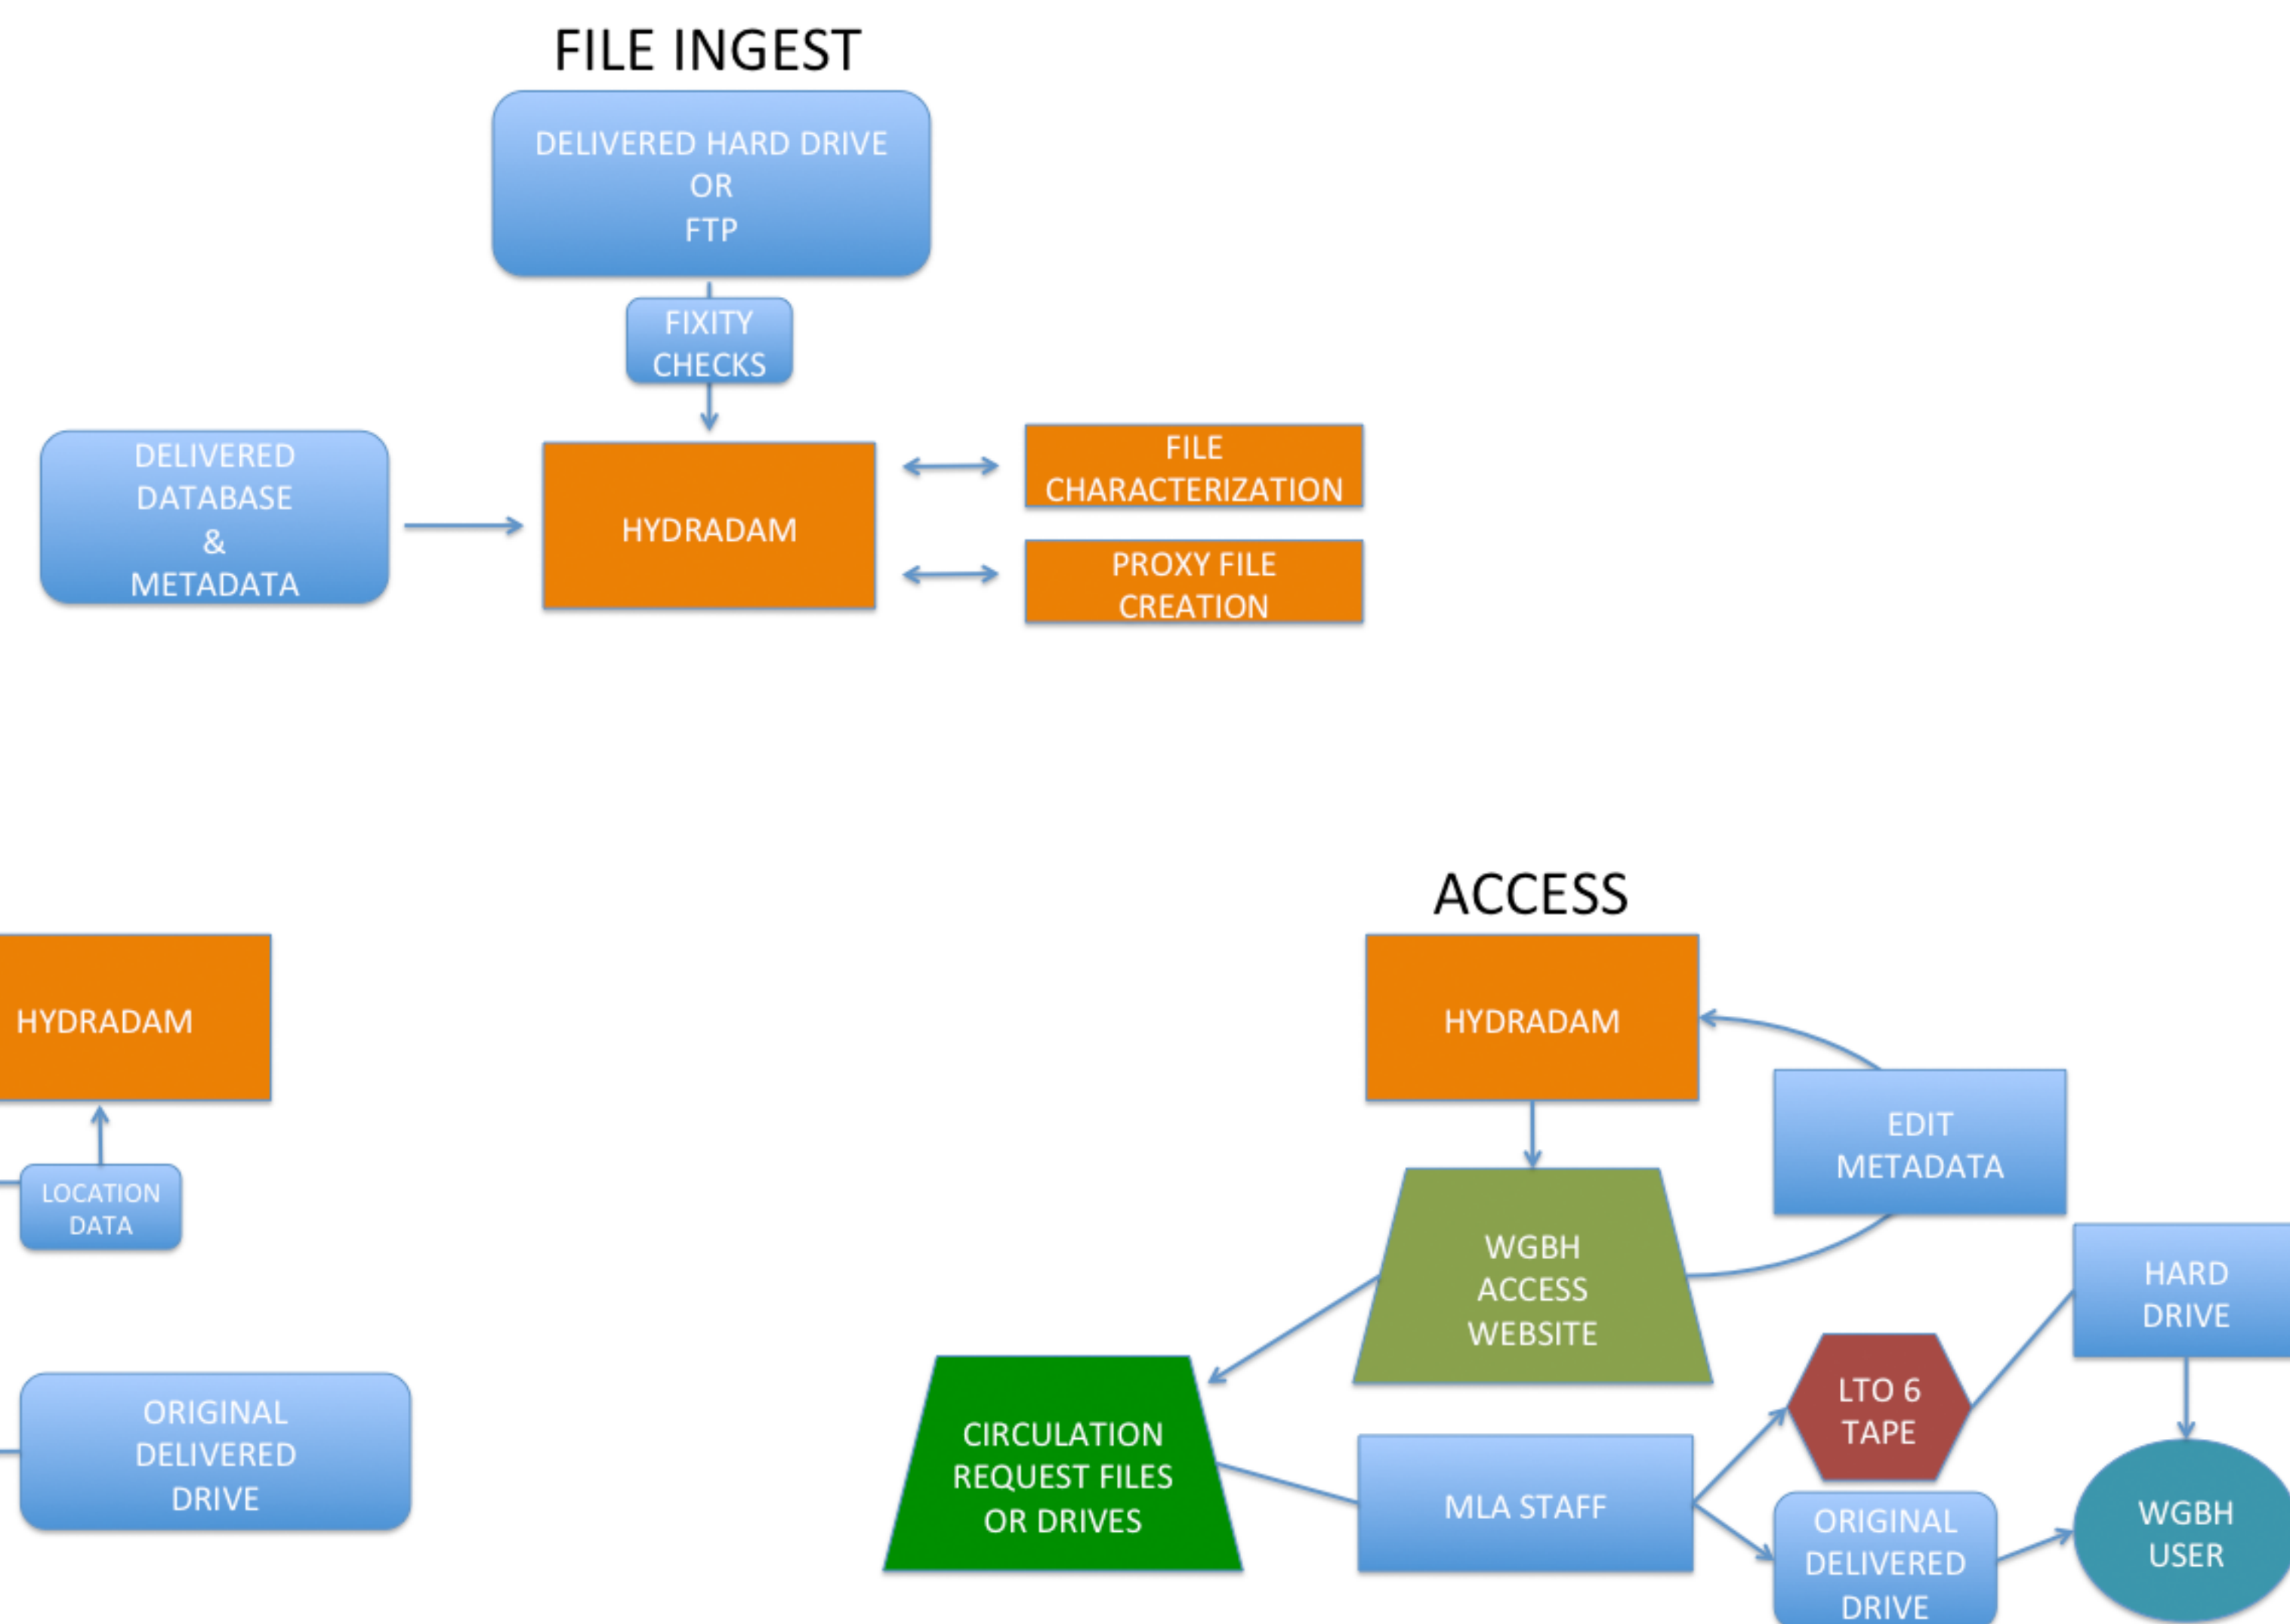 FILE INGEST
DELIVERED HARD DRIVE
OR
FTP
FIXITY
CHECKS
DELIVERED
DATABASE
&
METADATA
HYDRADAM
FILE
CHARACTERIZATION
PROXY FILE
CREATION
HYDRADAM
LOCATION
DATA
ORIGINAL
DELIVERED
DRIVE
ACCESS
HYDRADAM
EDIT
METADATA
WGBH
ACCESS
WEBSITE
HARD
DRIVE
CIRCULATION
REQUEST FILES
OR DRIVES
MLA STAFF
LTO 6
TAPE
ORIGINAL
DELIVERED
DRIVE
WGBH
USER